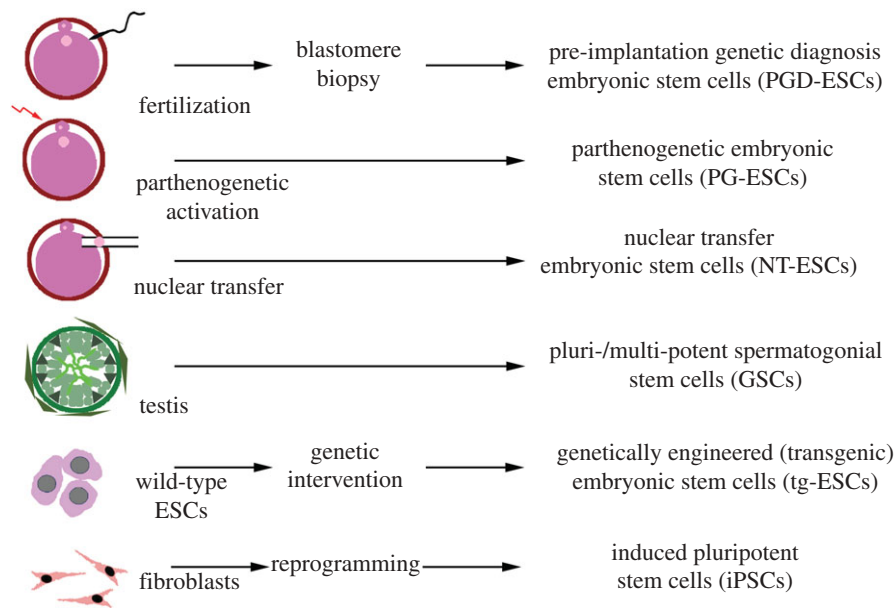 fertilization
blastomere
biopsy
pre-implantation genetic diagnosis
embryonic stem cells (PGD-ESCs)
parthenogenetic
activation
parthenogenetic embryonic
stem cells (PG-ESCs)
nuclear transfer
nuclear transfer
embryonic stem cells (NT-ESCs)
testis
pluri-/multi-potent spermatogonial
stem cells (GSCs)
wild-type
ESCs
genetic
intervention
genetically engineered (transgenic)
embryonic stem cells (tg-ESCs)
fibroblasts
reprogramming
induced pluripotent
stem cells (iPSCs)